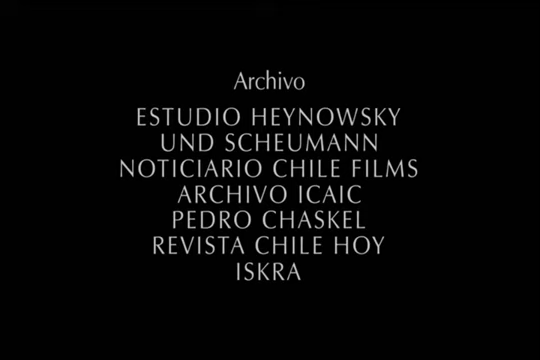 Archivo
ESTUDIO HEYNOWSKY
UND SCHEUMANN
NOTICIARIO CHILE FILMS
ARCHIVO ICAIC
PEDRO CHASKEL
REVISTA CHILE HOY
ISKRA